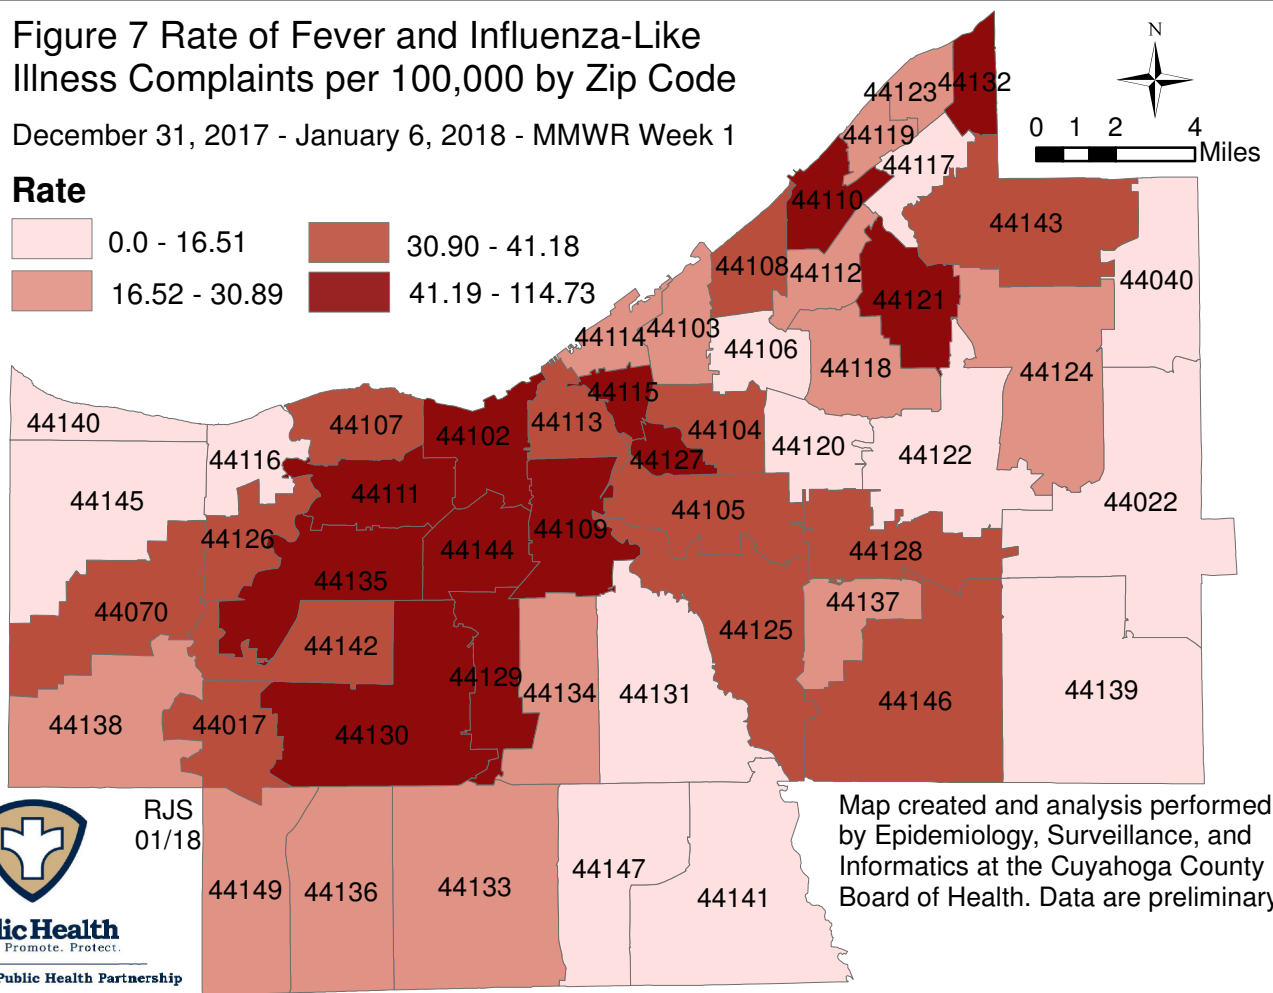 Figure 7 Rate of Fever and Influenza-Like
Illness Complaints per 100,000 by Zip Code
December 31, 2017 - January 6, 2018 - MMWR Week 1
Rate
0.0 - 16.51
30.90 - 41.18
16.52 - 30.89
41.19 - 114.73
N
0 1 2 4
Miles
44132
44123
44119
44117
44110
44143
44108
44112
44040
44121
44103
44114
44106
44118
44124
44115
44140
44107
44113
44102
44104
44120
44122
44116
44127
44111
44145
44022
44105
44109
44126
44144
44128
44135
44137
44070
44125
44142
44129
44134
44131
44139
44146
44138
44017
44130
RJS
01/18
44147
44133
44149
44136
44141
Map created and analysis performed
by Epidemiology, Surveillance, and
Informatics at the Cuyahoga County
Board of Health. Data are preliminary
lic Health
Promote. Protect.
Public Health Partnership